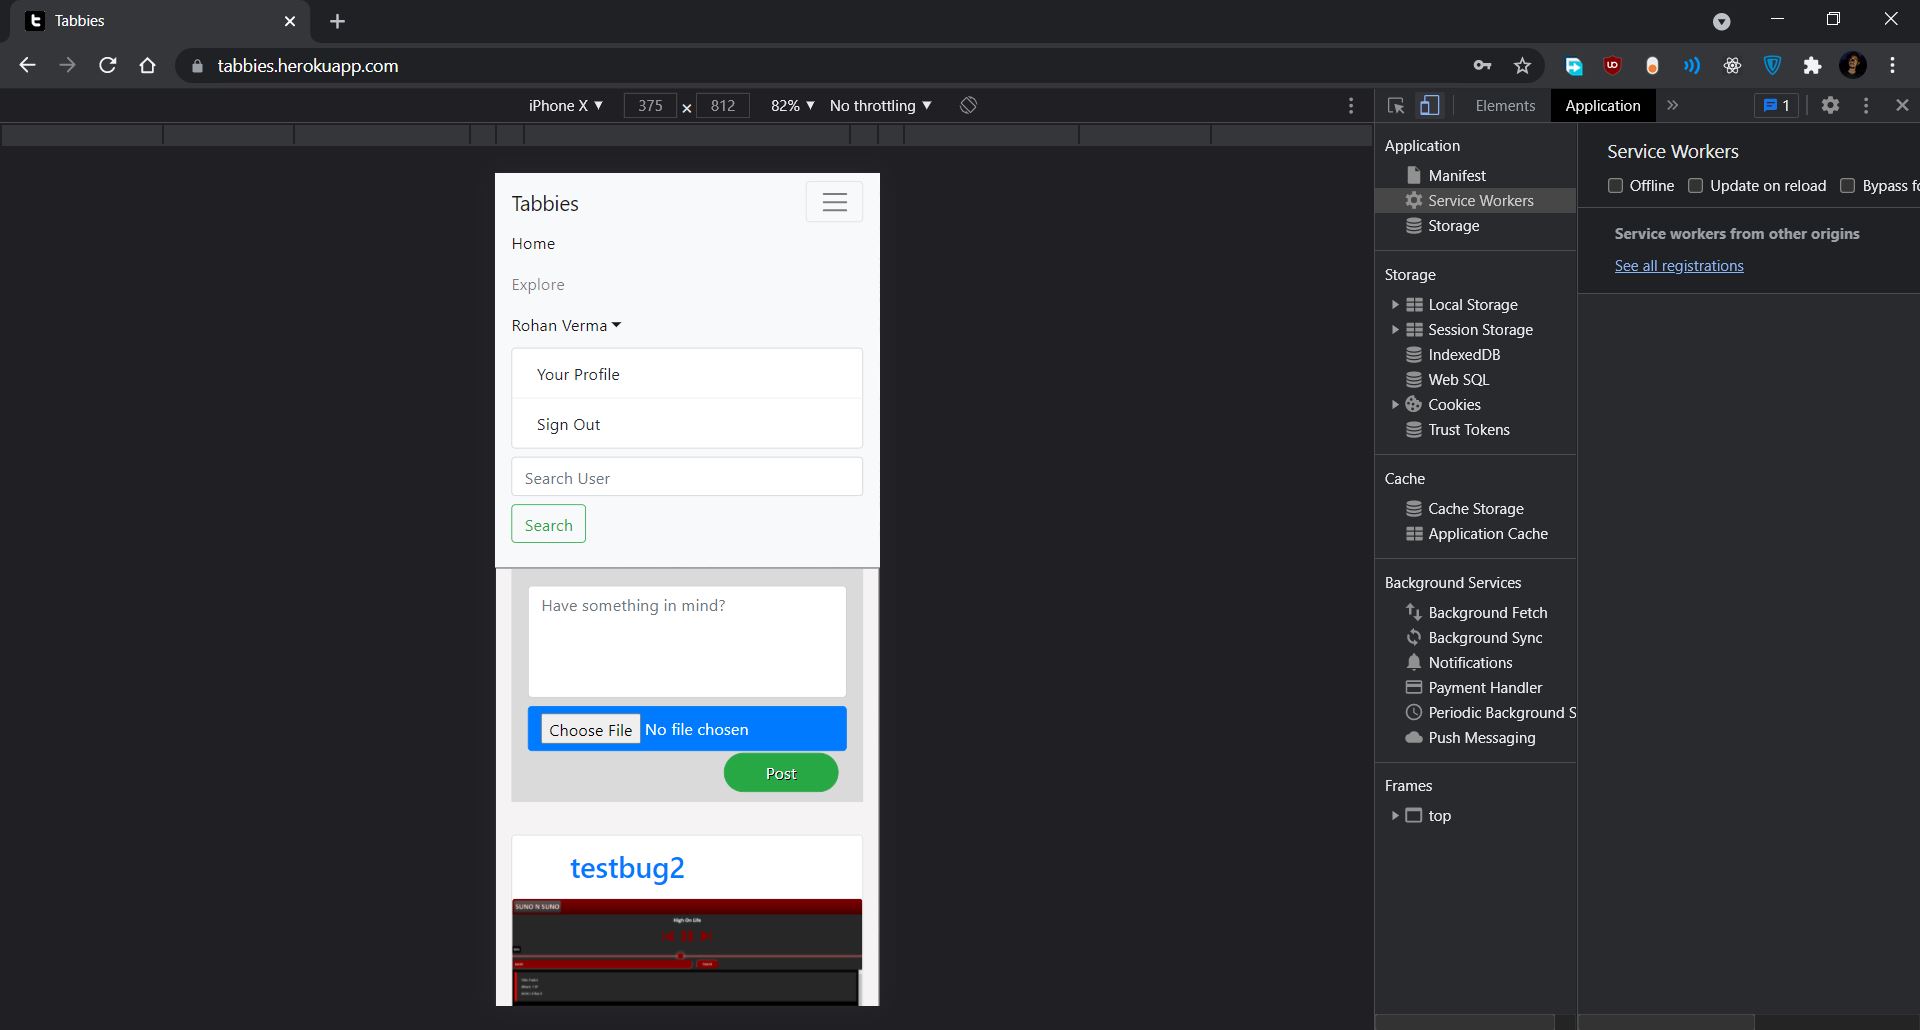 Tabbies
tabbies.herokuapp.com
iPhone X 375 × 812 82% No throttling
Elements Application 1
Tabbies
Home
Explore
Rohan Verma
Your Profile
Sign Out
Search User
Search
Have something in mind?
Choose File No file chosen
Post
testbug2
SUNO N SUNO
High On Life
Application
Manifest
Service Workers
Storage
Storage
Local Storage
Session Storage
IndexedDB
Web SQL
Cookies
Trust Tokens
Cache
Cache Storage
Application Cache
Background Services
Background Fetch
Background Sync
Notifications
Payment Handler
Periodic Background S
Push Messaging
Frames
top
Service Workers
Offline Update on reload Bypass fo
Service workers from other origins
See all registrations